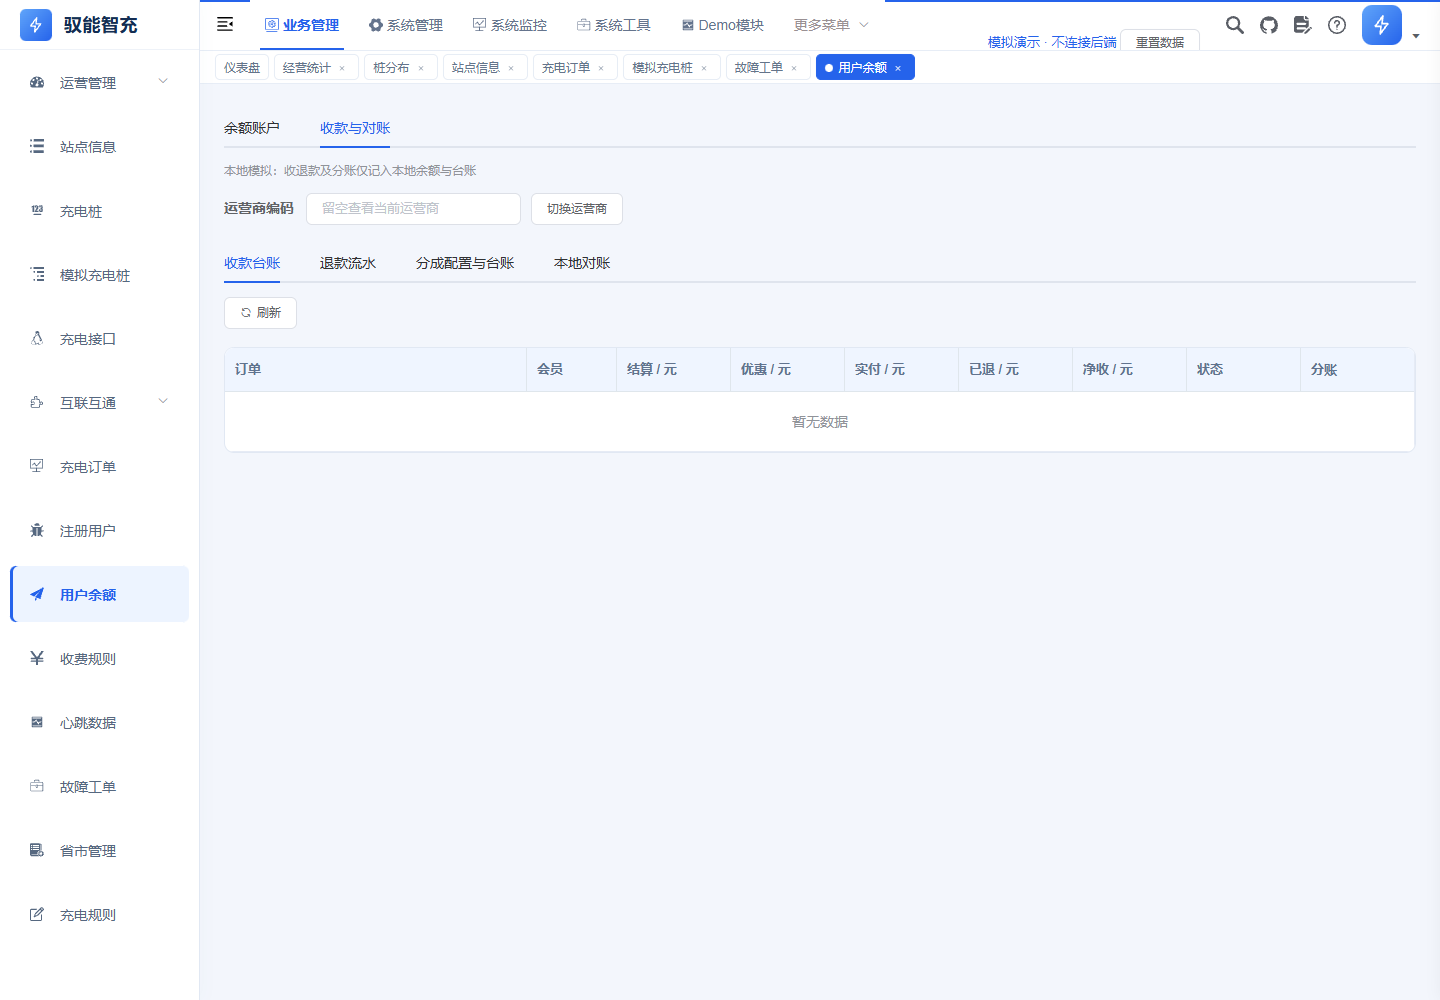 驭能智充
业务管理 系统管理 系统监控 系统工具 Demo模块 更多菜单
模拟演示 · 不连接后端 重置数据
仪表盘 经营统计 × 桩分布 × 站点信息 × 充电订单 × 模拟充电桩 × 故障工单 × 用户余额 ×
运营管理
站点信息
充电桩
模拟充电桩
充电接口
互联互通
充电订单
注册用户
用户余额
收费规则
心跳数据
故障工单
省市管理
充电规则
余额账户 收款与对账
本地模拟：收退款及分账仅记入本地余额与台账
运营商编码 留空查看当前运营商 切换运营商
收款台账 退款流水 分成配置与台账 本地对账
刷新
订单 会员 结算 / 元 优惠 / 元 实付 / 元 已退 / 元 净收 / 元 状态 分账
暂无数据